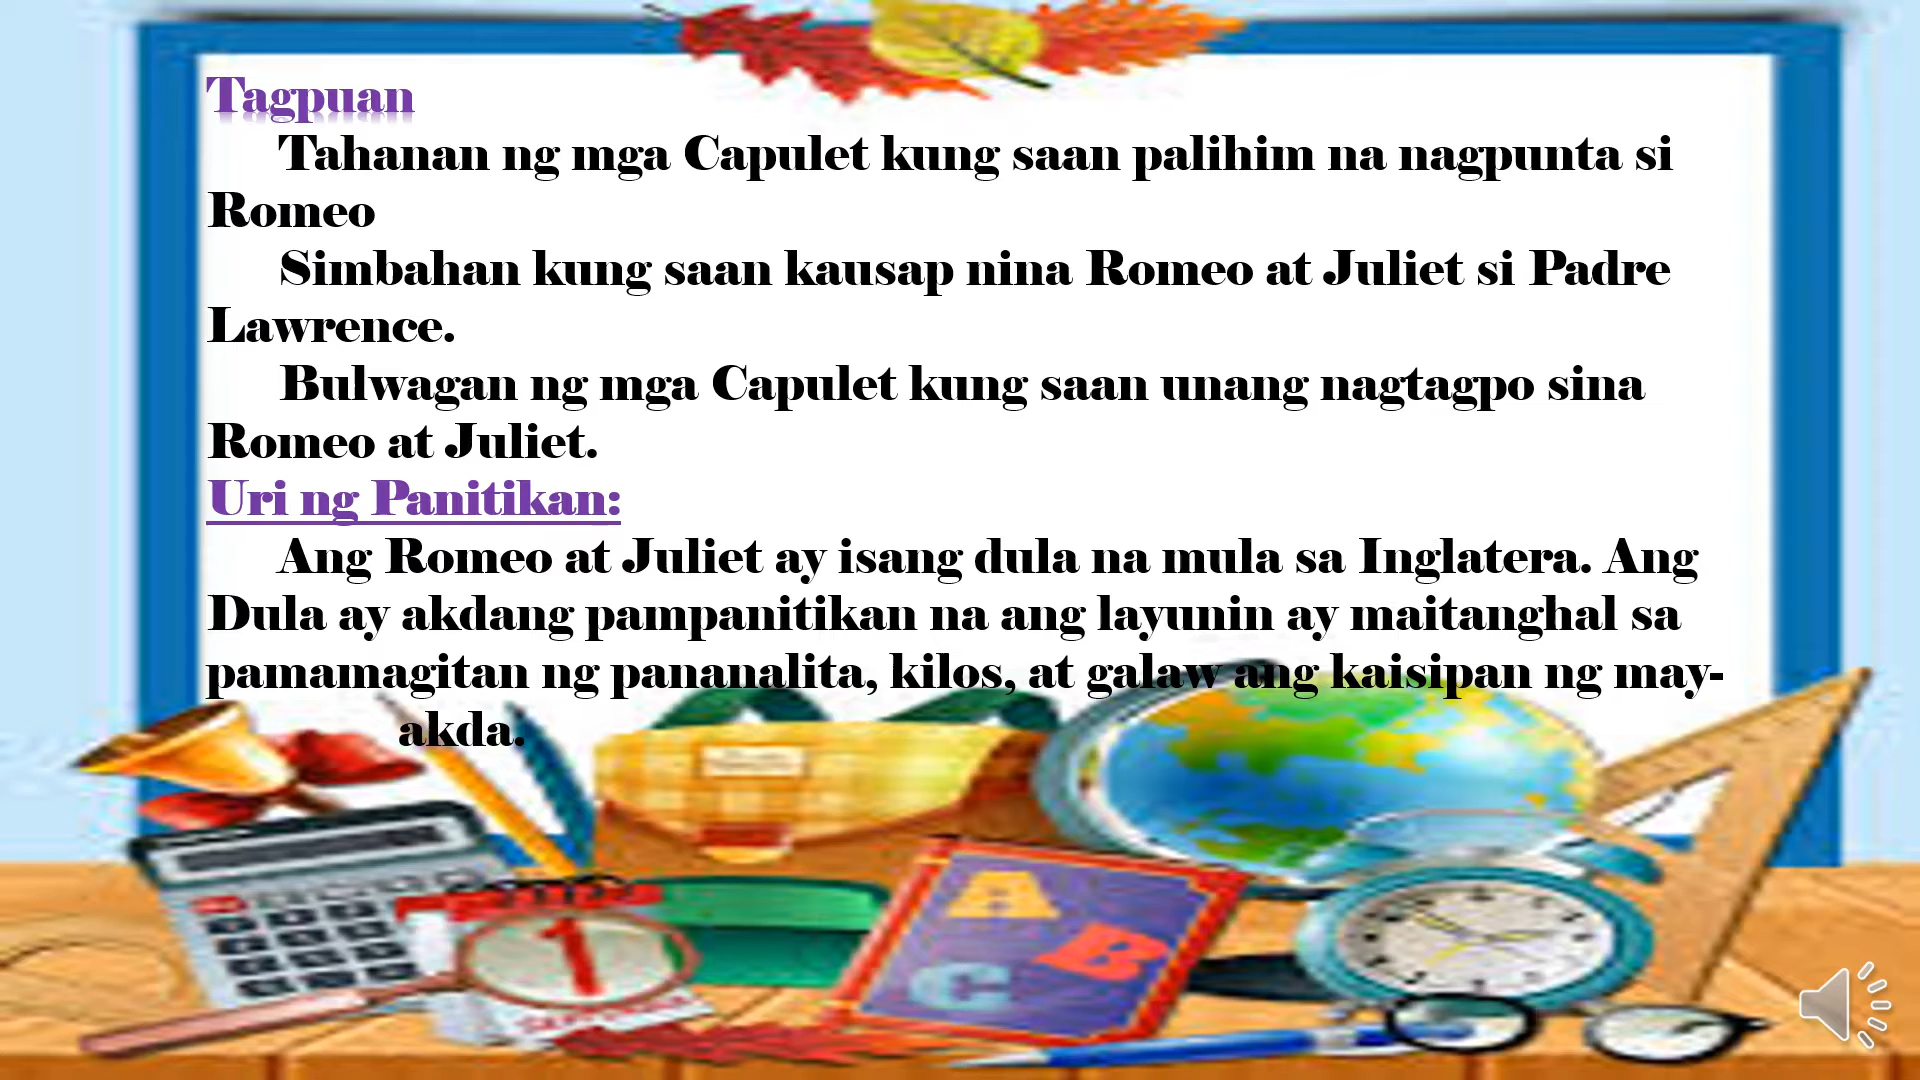 Tagpuan
Tahanan ng mga Capulet kung saan palihim na nagpunta si
Romeo
Simbahan kung saan kausap nina Romeo at Juliet si Padre
Lawrence.
Bulwagan ng mga Capulet kung saan unang nagtagpo sina
Romeo at Juliet.
Uri ng Panitikan:
Ang Romeo at Juliet ay isang dula na mula sa Inglatera. Ang
Dula ay akdang pampanitikan na ang layunin ay maitanghal sa
pamamagitan ng pananalita, kilos, at galaw ang kaisipan ng may-
akda.
1
A
B
C